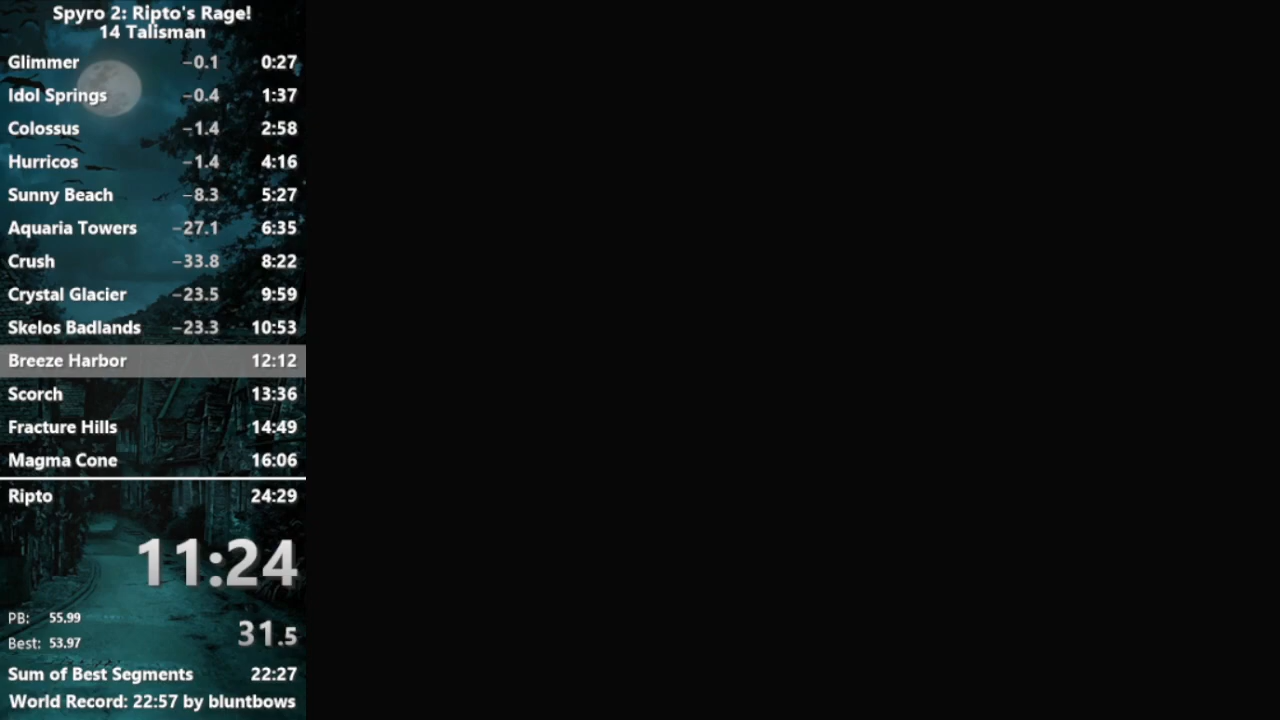 Spyro 2: Ripto's Rage!
14 Talisman
Glimmer −0.1 0:27
Idol Springs −0.4 1:37
Colossus −1.4 2:58
Hurricos −1.4 4:16
Sunny Beach −8.3 5:27
Aquaria Towers −27.1 6:35
Crush −33.8 8:22
Crystal Glacier −23.5 9:59
Skelos Badlands −23.3 10:53
Breeze Harbor 12:12
Scorch 13:36
Fracture Hills 14:49
Magma Cone 16:06
Ripto 24:29
11:24
PB: 55.99
31.5
Best: 53.97
Sum of Best Segments 22:27
World Record: 22:57 by bluntbows